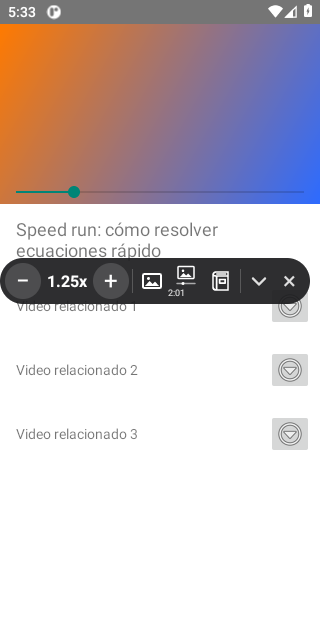 5:33
Speed run: cómo resolver
ecuaciones rápido
1.25x
2:01
Video relacionado 1
Video relacionado 2
Video relacionado 3